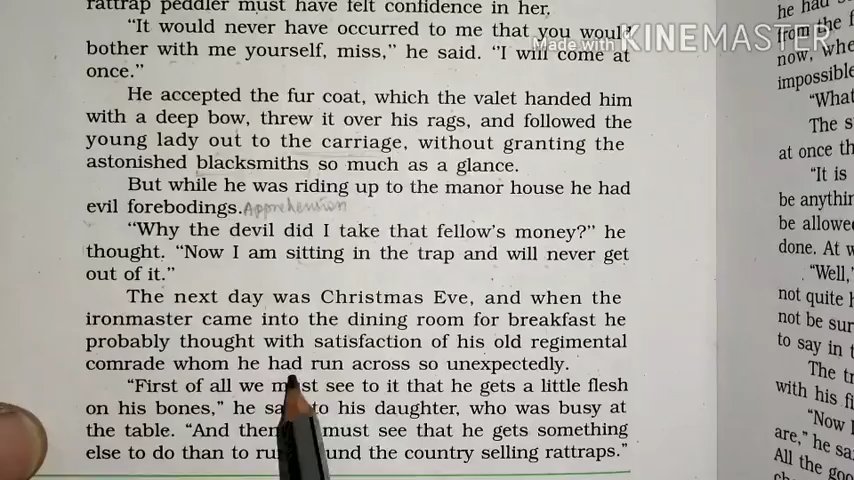 rattrap peddler must have felt confidence in her.
"It would never have occurred to me that you would
bother with me yourself, miss," he said. "I will come at
once."
He accepted the fur coat, which the valet handed him
with a deep bow, threw it over his rags, and followed the
young lady out to the carriage, without granting the
astonished blacksmiths so much as a glance.
But while he was riding up to the manor house he had
evil forebodings. Apprehension
"Why the devil did I take that fellow's money?" he
thought. "Now I am sitting in the trap and will never get
out of it."
The next day was Christmas Eve, and when the
ironmaster came into the dining room for breakfast he
probably thought with satisfaction of his old regimental
comrade whom he had run across so unexpectedly.
"First of all we must see to it that he gets a little flesh
on his bones," he sa to his daughter, who was busy at
the table. "And then must see that he gets something
else to do than to run und the country selling rattraps."
Made with KINEMASTER
he had
from the f
now, whe
impossible
"What
The s
at once th
"It is
be anythin
be allowe
done. At w
"Well,"
not quite h
not be sur
to say in t
The tr
with his fi
"Now I
are," he sa
All the goo